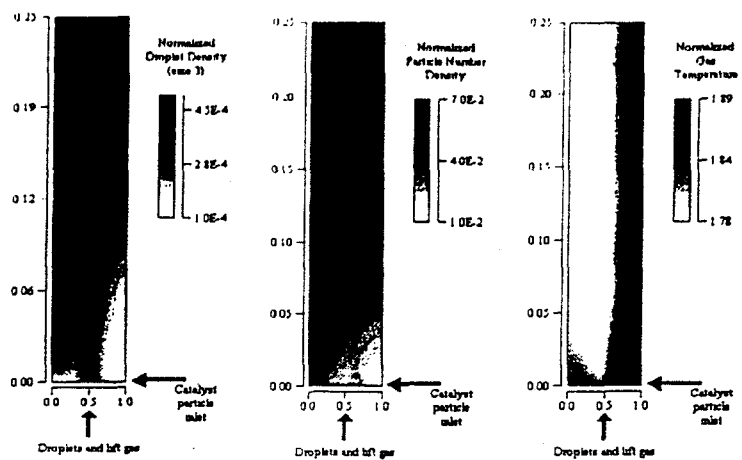 0.23
0.19
0.12
0.06
0.00
0.0 0.5 1.0
Normalized
Droplet Density
(size 3)
4.5E-4
2.8E-4
1.0E-4
Catalyst
particle
inlet
Droplets and lift gas
0.20
0.15
0.10
0.05
0.00
0.0 0.5 1.0
Normalized
Particle Number
Density
7.0E-2
4.0E-2
1.0E-2
Catalyst
particle
inlet
Droplets and lift gas
0.25
0.20
0.15
0.10
0.05
0.00
0.0 0.5 1.0
Normalized
Gas
Temperature
1.89
1.84
1.78
Catalyst
particle
inlet
Droplets and lift gas